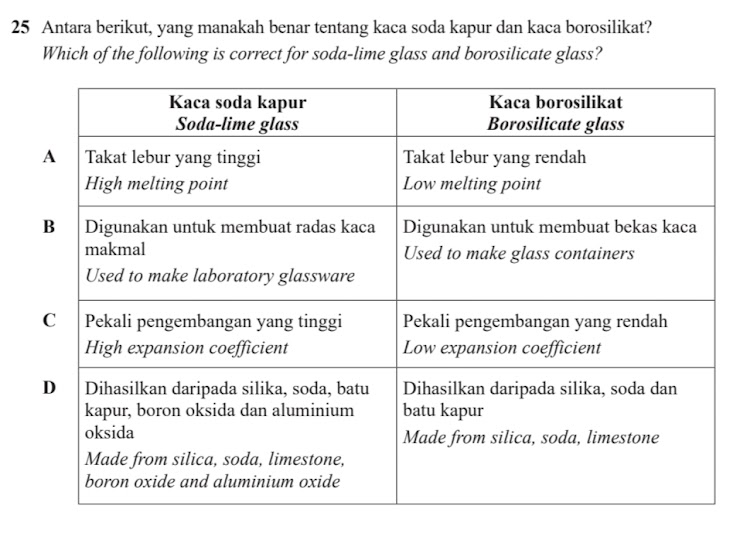 25 Antara berikut, yang manakah benar tentang kaca soda kapur dan kaca borosilikat?
Which of the following is correct for soda-lime glass and borosilicate glass?
Kaca soda kapur
Soda-lime glass
Kaca borosilikat
Borosilicate glass
A
Takat lebur yang tinggi
High melting point
Takat lebur yang rendah
Low melting point
B
Digunakan untuk membuat radas kaca
makmal
Used to make laboratory glassware
Digunakan untuk membuat bekas kaca
Used to make glass containers
C
Pekali pengembangan yang tinggi
High expansion coefficient
Pekali pengembangan yang rendah
Low expansion coefficient
D
Dihasilkan daripada silika, soda, batu
kapur, boron oksida dan aluminium
oksida
Made from silica, soda, limestone,
boron oxide and aluminium oxide
Dihasilkan daripada silika, soda dan
batu kapur
Made from silica, soda, limestone